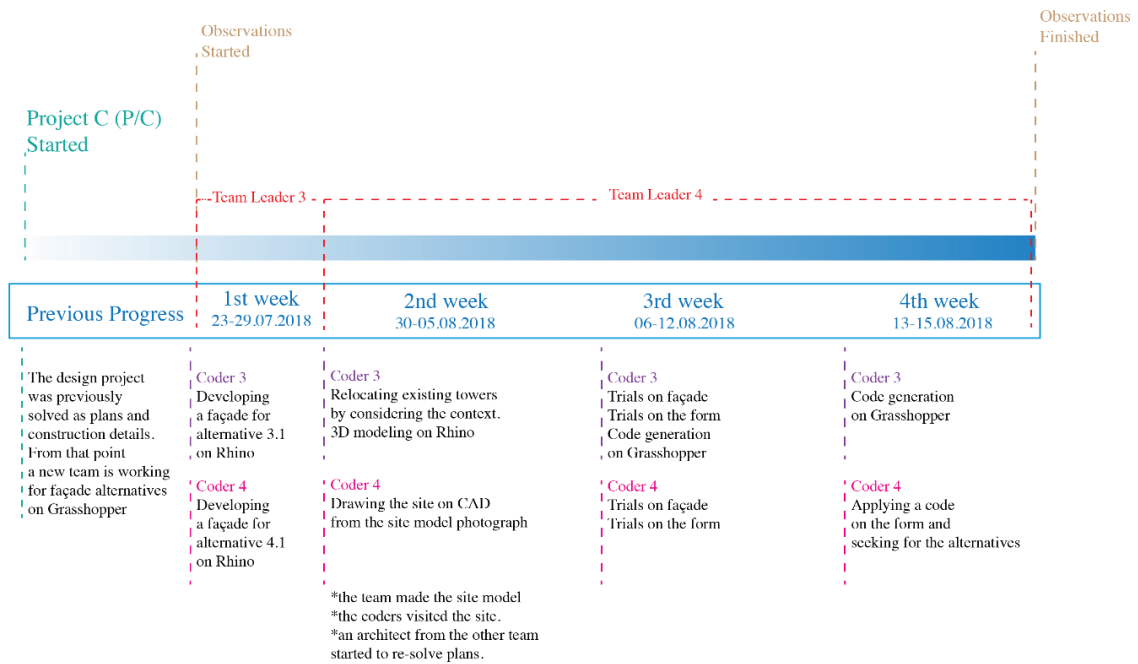 Observations
Started
Observations
Finished
Project C (P/C)
Started
Team Leader 3
Team Leader 4
Previous Progress
1st week
23-29.07.2018
2nd week
30-05.08.2018
3rd week
06-12.08.2018
4th week
13-15.08.2018
The design project
was previously
solved as plans and
construction details.
From that point
a new team is working
for façade alternatives
on Grasshopper
Coder 3
Developing
a façade for
alternative 3.1
on Rhino
Coder 4
Developing
a façade for
alternative 4.1
on Rhino
Coder 3
Relocating existing towers
by considering the context.
3D modeling on Rhino
Coder 4
Drawing the site on CAD
from the site model photograph
*the team made the site model
*the coders visited the site.
*an architect from the other team
started to re-solve plans.
Coder 3
Trials on façade
Trials on the form
Code generation
on Grasshopper
Coder 4
Trials on façade
Trials on the form
Coder 3
Code generation
on Grasshopper
Coder 4
Applying a code
on the form and
seeking for the alternatives